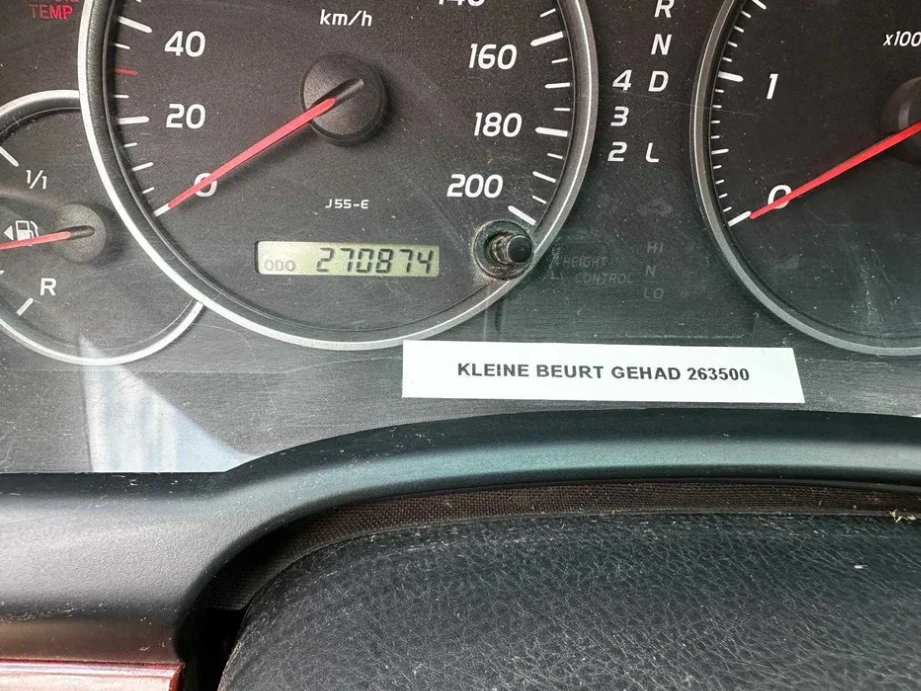 TEMP
km/h
40
20
0
160
180
200
J55-E
ODO 270874
1/1
R
R
N
4 D
3
2 L
HEIGHT
CONTROL
HI
N
LO
x100
1
0
KLEINE BEURT GEHAD 263500